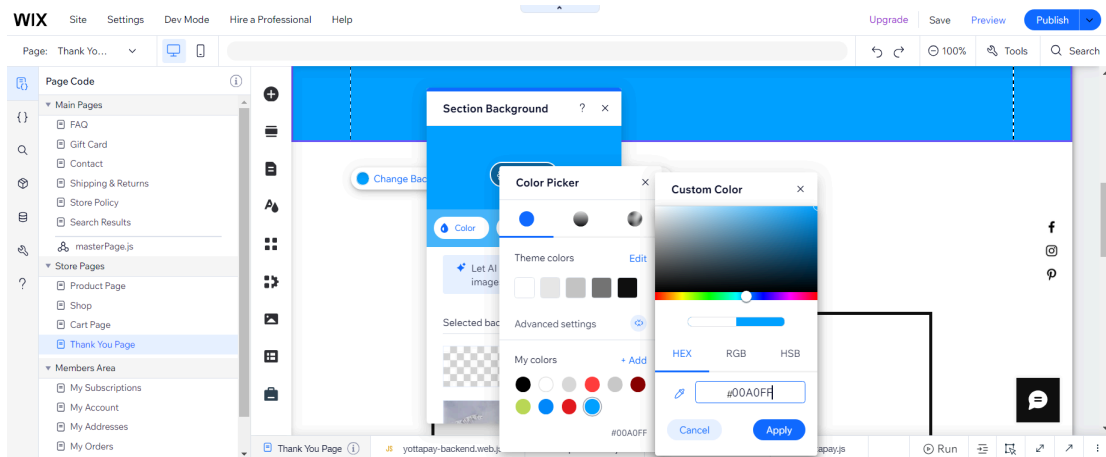 WIX Site Settings Dev Mode Hire a Professional Help Upgrade Save Preview Publish
Page: Thank Yo... 100% Tools Search
Page Code
Main Pages
FAQ
Gift Card
Contact
Shipping & Returns
Store Policy
Search Results
masterPage.js
Store Pages
Product Page
Shop
Cart Page
Thank You Page
Members Area
My Subscriptions
My Account
My Addresses
My Orders
Change Bac
Section Background ?
Color
Let AI
image
Selected bac
Color Picker
Theme colors Edit
Advanced settings
My colors + Add
#00A0FF
Custom Color
HEX RGB HSB
#00A0FF
Cancel Apply
Thank You Page JS yottapay-backend.web.js apay.js Run